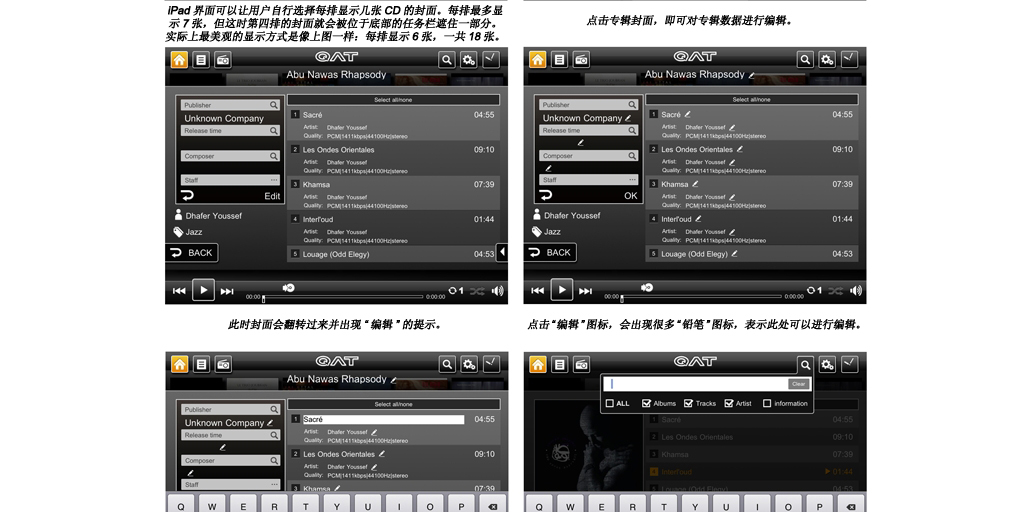 iPad 界面可以让用户自行选择每排显示几张 CD 的封面。每排最多显
示 7 张，但这时第四排的封面就会被位于底部的任务栏遮住一部分。
实际上最美观的显示方式是像上图一样：每排显示 6 张，一共 18 张。
点击专辑封面，即可对专辑数据进行编辑。
QAT
Abu Nawas Rhapsody
Select all/none
Publisher
Unknown Company
Release time
Composer
Staff
Edit
Dhafer Youssef
Jazz
BACK
1 Sacré 04:55
Artist: Dhafer Youssef
Quality: PCM|1411kbps|44100Hz|stereo
2 Les Ondes Orientales 09:10
Artist: Dhafer Youssef
Quality: PCM|1411kbps|44100Hz|stereo
3 Khamsa 07:39
Artist: Dhafer Youssef
Quality: PCM|1411kbps|44100Hz|stereo
4 Interl'oud 01:44
Artist: Dhafer Youssef
Quality: PCM|1411kbps|44100Hz|stereo
5 Louage (Odd Elegy) 04:53
00:00 0:00:00
1
QAT
Abu Nawas Rhapsody
Select all/none
Publisher
Unknown Company
Release time
Composer
Staff
OK
Dhafer Youssef
Jazz
BACK
1 Sacré 04:55
Artist: Dhafer Youssef
Quality: PCM|1411kbps|44100Hz|stereo
2 Les Ondes Orientales 09:10
Artist: Dhafer Youssef
Quality: PCM|1411kbps|44100Hz|stereo
3 Khamsa 07:39
Artist: Dhafer Youssef
Quality: PCM|1411kbps|44100Hz|stereo
4 Interl'oud 01:44
Artist: Dhafer Youssef
Quality: PCM|1411kbps|44100Hz|stereo
5 Louage (Odd Elegy) 04:53
00:00 0:00:00
1
此时封面会翻转过来并出现 “ 编辑 ” 的提示。
点击“编辑”图标，会出现很多“铅笔”图标，表示此处可以进行编辑。
QAT
Abu Nawas Rhapsody
Select all/none
Publisher
Unknown Company
Release time
Composer
Staff
1 Sacré 04:55
Artist: Dhafer Youssef
Quality: PCM|1411kbps|44100Hz|stereo
2 Les Ondes Orientales 09:10
Artist: Dhafer Youssef
Quality: PCM|1411kbps|44100Hz|stereo
3 Khamsa 07:39
Q W E R T Y U I O P
QAT
Clear
ALL Albums Tracks Artist information
1 Sacré 04:55
2 Les Ondes Orientales 09:10
3 Khamsa 07:39
4 Interl'oud 01:44
04:53
Q W E R T Y U I O P